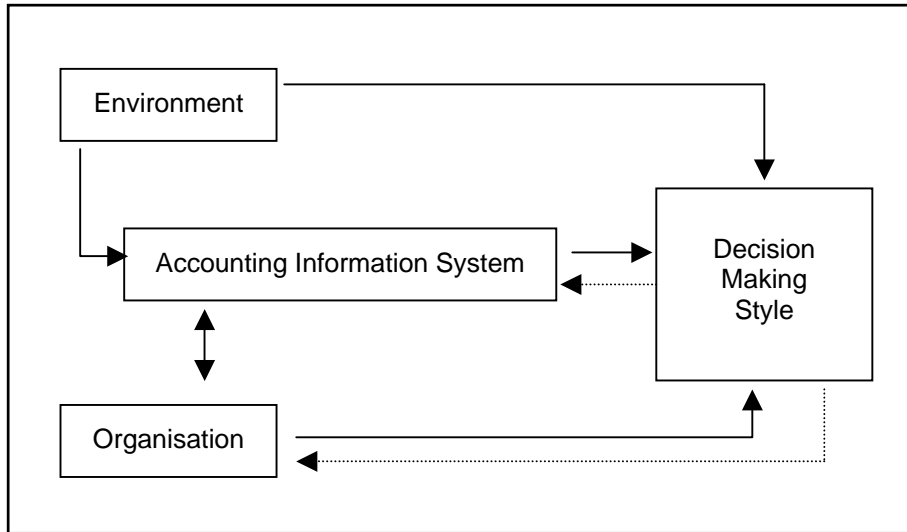 Environment
Accounting Information System
Decision
Making
Style
Organisation